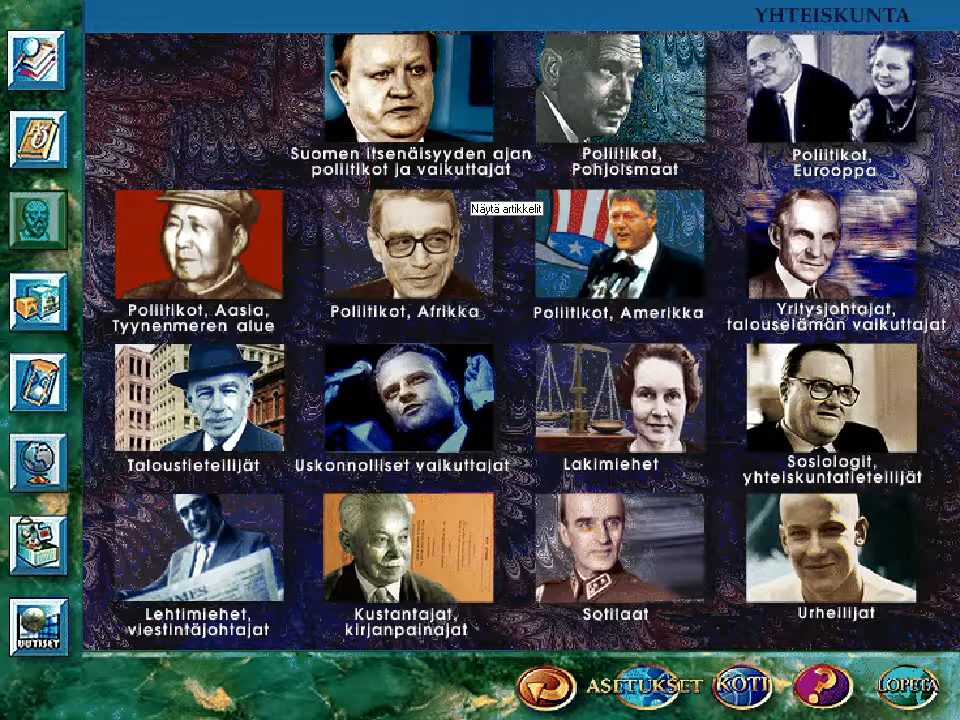 YHTEISKUNTA
Suomen itsenäisyyden ajan
poliitikot ja vaikuttajat
Poliitikot,
Pohjoismaat
Poliitikot,
Eurooppa
Näytä artikkelit
Poliitikot, Aasia,
Tyynenmeren alue
Poliitikot, Afrikka
Poliitikot, Amerikka
Yritysjohtajat,
talouselämän vaikuttajat
Taloustieteilijät
Uskonnolliset vaikuttajat
Lakimiehet
Sosiologit,
yhteiskuntatieteilijät
Lehtimiehet,
viestintäjohtajat
Kustantajat,
kirjanpainajat
Sotilaat
Urheilijat
UUTISET
ASETUKSET
KOTI
?
LOPETA